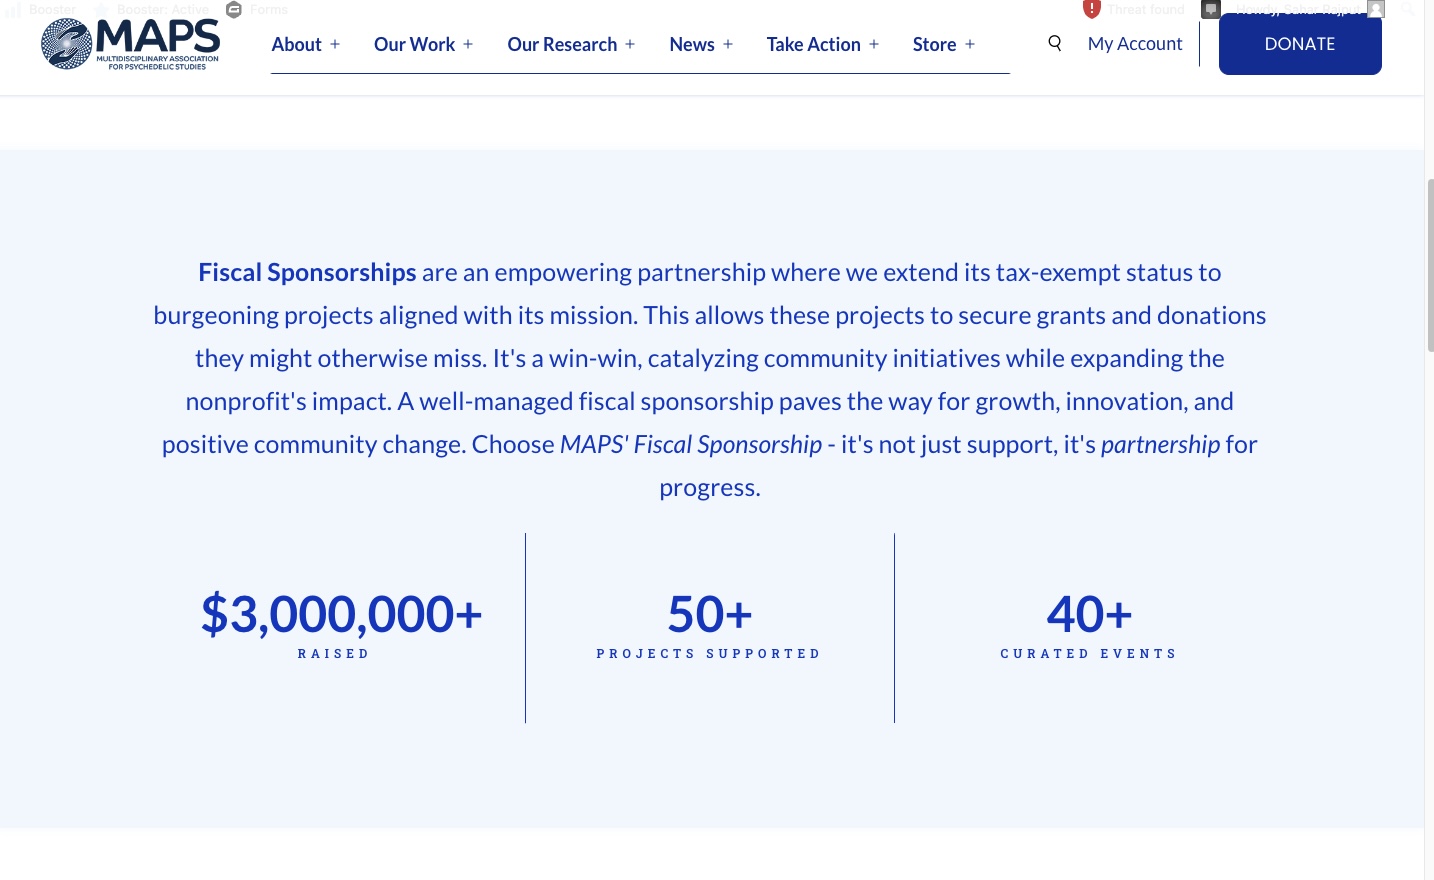 Booster
Booster: Active
Forms
Threat found
Howdy, Sahar Rajput
MAPS
MULTIDISCIPLINARY ASSOCIATION
FOR PSYCHEDELIC STUDIES
About +
Our Work +
Our Research +
News +
Take Action +
Store +
My Account
DONATE
Fiscal Sponsorships are an empowering partnership where we extend its tax-exempt status to
burgeoning projects aligned with its mission. This allows these projects to secure grants and donations
they might otherwise miss. It's a win-win, catalyzing community initiatives while expanding the
nonprofit's impact. A well-managed fiscal sponsorship paves the way for growth, innovation, and
positive community change. Choose MAPS' Fiscal Sponsorship - it's not just support, it's partnership for
progress.
$3,000,000+
RAISED
50+
PROJECTS SUPPORTED
40+
CURATED EVENTS